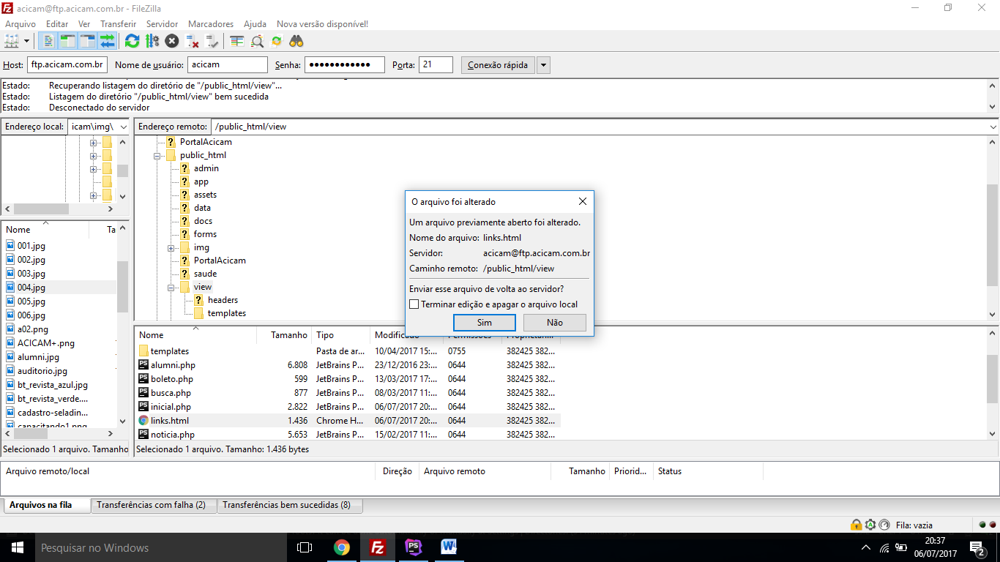 acicam@ftp.acicam.com.br - FileZilla
Arquivo Editar Ver Transferir Servidor Marcadores Ajuda Nova versão disponível!
Host: ftp.acicam.com.br Nome de usuário: acicam Senha: ●●●●●●●●●●●● Porta: 21 Conexão rápida
Estado: Recuperando listagem do diretório de "/public_html/view"...
Estado: Listagem do diretório "/public_html/view" bem sucedida
Estado: Desconectado do servidor
Endereço local: icam\img\
Endereço remoto: /public_html/view
PortalAcicam
public_html
admin
app
assets
data
docs
forms
img
PortalAcicam
saude
view
headers
templates
Nome Ta
001.jpg
002.jpg
003.jpg
004.jpg
005.jpg
006.jpg
a02.png
ACICAM+.png
alumni.jpg
auditorio.jpg
bt_revista_azul.jpg
bt_revista_verde....
cadastro-seladin...
capacitando1.png
Selecionado 1 arquivo. Tamanho
O arquivo foi alterado
Um arquivo previamente aberto foi alterado.
Nome do arquivo: links.html
Servidor: acicam@ftp.acicam.com.br
Caminho remoto: /public_html/view
Enviar esse arquivo de volta ao servidor?
Terminar edição e apagar o arquivo local
Sim Não
Nome Tamanho Tipo Modificado Permissões
templates Pasta de ar... 10/04/2017 15:... 0755 382425 382...
alumni.php 6.808 JetBrains P... 23/12/2016 23:... 0644 382425 382...
boleto.php 599 JetBrains P... 13/03/2017 17:... 0644 382425 382...
busca.php 877 JetBrains P... 08/03/2017 11:... 0644 382425 382...
inicial.php 2.822 JetBrains P... 06/07/2017 20:... 0644 382425 382...
links.html 1.436 Chrome H... 06/07/2017 20:... 0644 382425 382...
noticia.php 5.653 JetBrains P... 15/02/2017 11:... 0644 382425 382...
Selecionado 1 arquivo. Tamanho: 1.436 bytes
Arquivo remoto/local Direção Arquivo remoto Tamanho Priorid... Status
Arquivos na fila Transferências com falha (2) Transferências bem sucedidas (8)
Fila: vazia
Pesquisar no Windows
20:37
06/07/2017
2